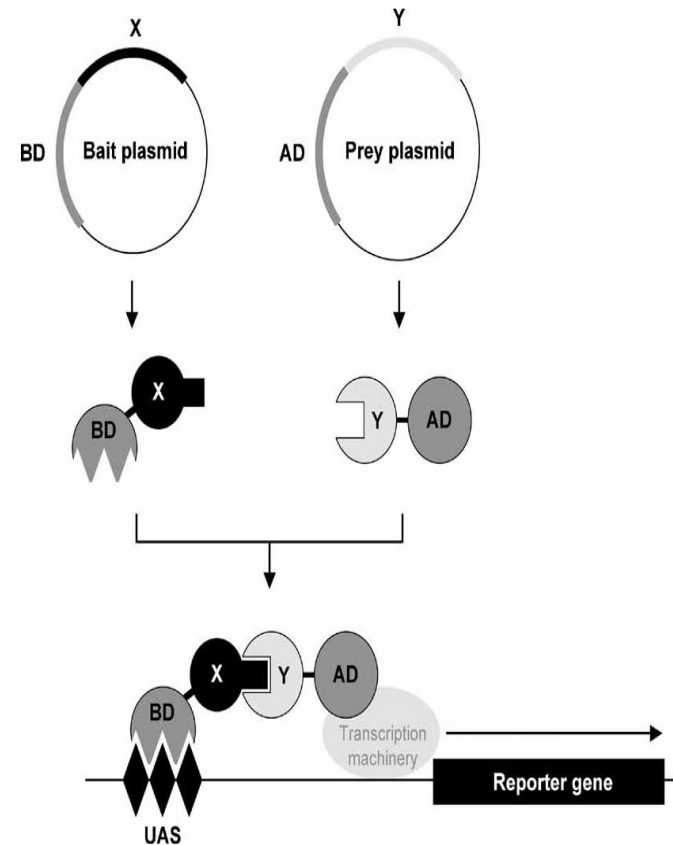 X
Y
BD
Bait plasmid
AD
Prey plasmid
X
BD
Y
AD
X
Y
AD
BD
Transcription
machinery
Reporter gene
UAS